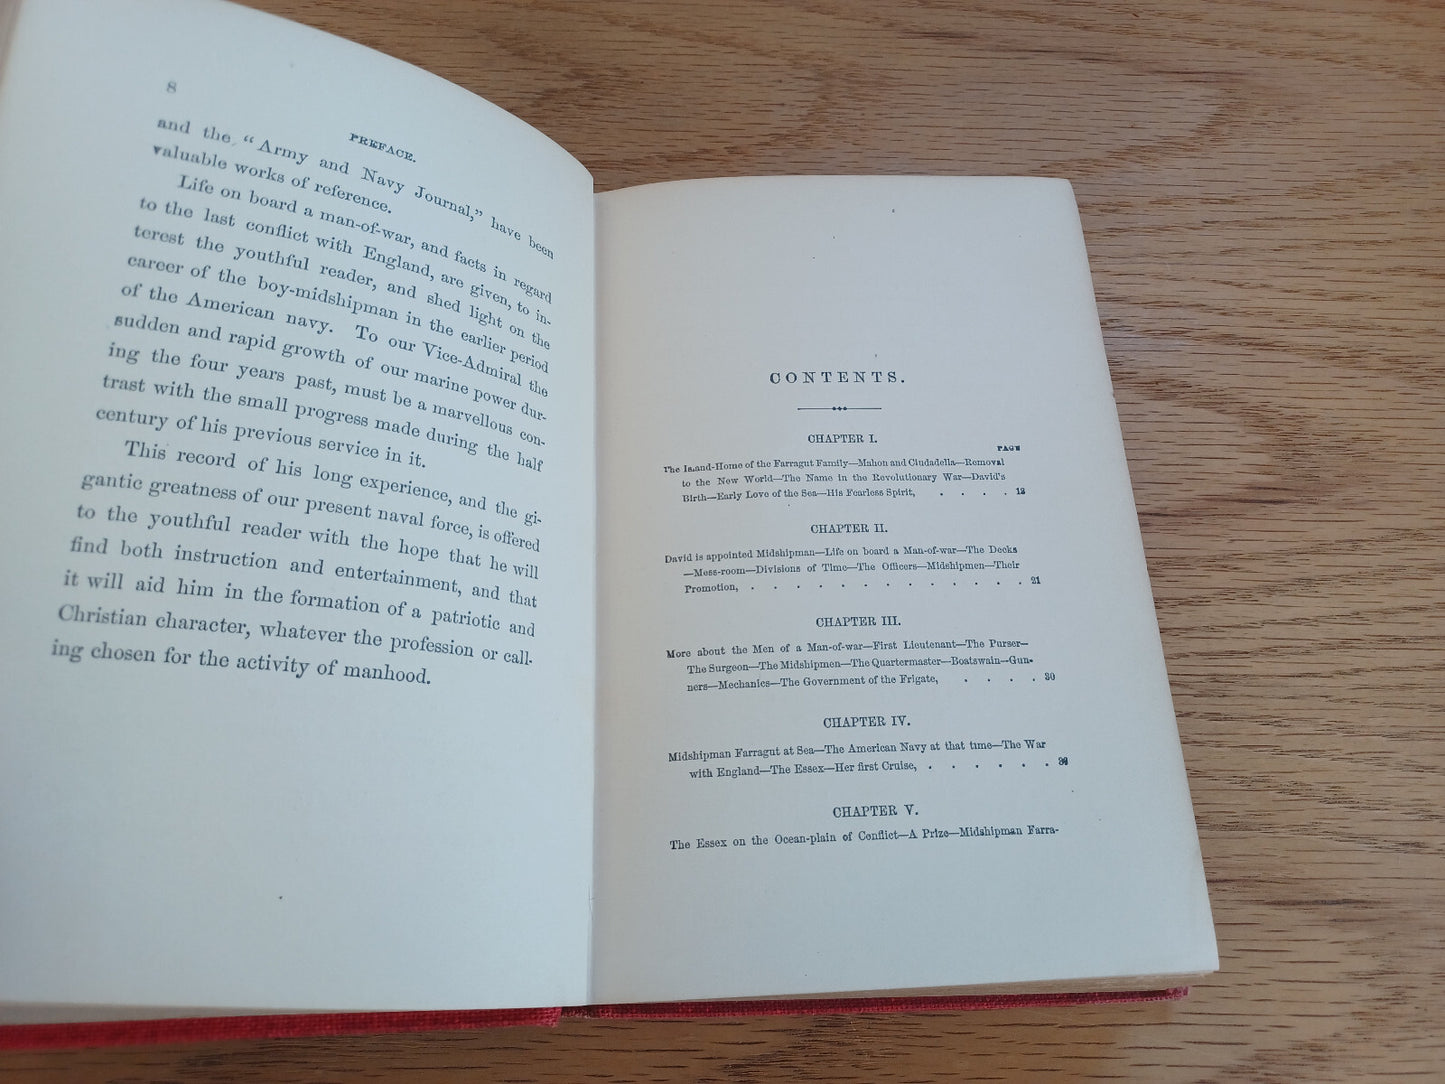 8
PREFACE.
and the "Army and Navy Journal," have been
valuable works of reference.
Life on board a man-of-war, and facts in regard
to the last conflict with England, are given, to in-
terest the youthful reader, and shed light on the
career of the boy-midshipman in the earlier period
of the American navy. To our Vice-Admiral the
sudden and rapid growth of our marine power dur-
ing the four years past, must be a marvellous con-
trast with the small progress made during the half
century of his previous service in it.
This record of his long experience, and the gi-
gantic greatness of our present naval force, is offered
to the youthful reader with the hope that he will
find both instruction and entertainment, and that
it will aid him in the formation of a patriotic and
Christian character, whatever the profession or call-
ing chosen for the activity of manhood.
CONTENTS.
CHAPTER I.
PAGE
The Island-Home of the Farragut Family—Mahon and Ciudadella—Removal
to the New World—The Name in the Revolutionary War—David's
Birth—Early Love of the Sea—His Fearless Spirit, . . . . 13
CHAPTER II.
David is appointed Midshipman—Life on board a Man-of-war—The Decks
—Mess-room—Divisions of Time—The Officers—Midshipmen—Their
Promotion, . . . . . . . . . . . . . 21
CHAPTER III.
More about the Men of a Man-of-war—First Lieutenant—The Purser—
The Surgeon—The Midshipmen—The Quartermaster—Boatswain—Gun-
ners—Mechanics—The Government of the Frigate, . . . . 30
CHAPTER IV.
Midshipman Farragut at Sea—The American Navy at that time—The War
with England—The Essex—Her first Cruise, . . . . . .
CHAPTER V.
The Essex on the Ocean-plain of Conflict—A Prize—Midshipman Farra-